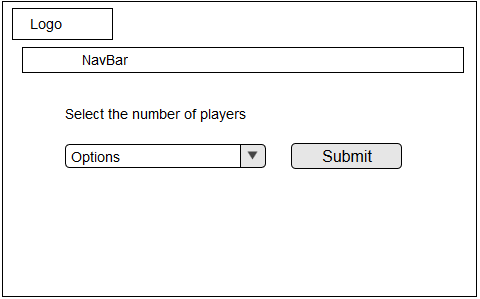 Logo
NavBar
Select the number of players
Options
Submit